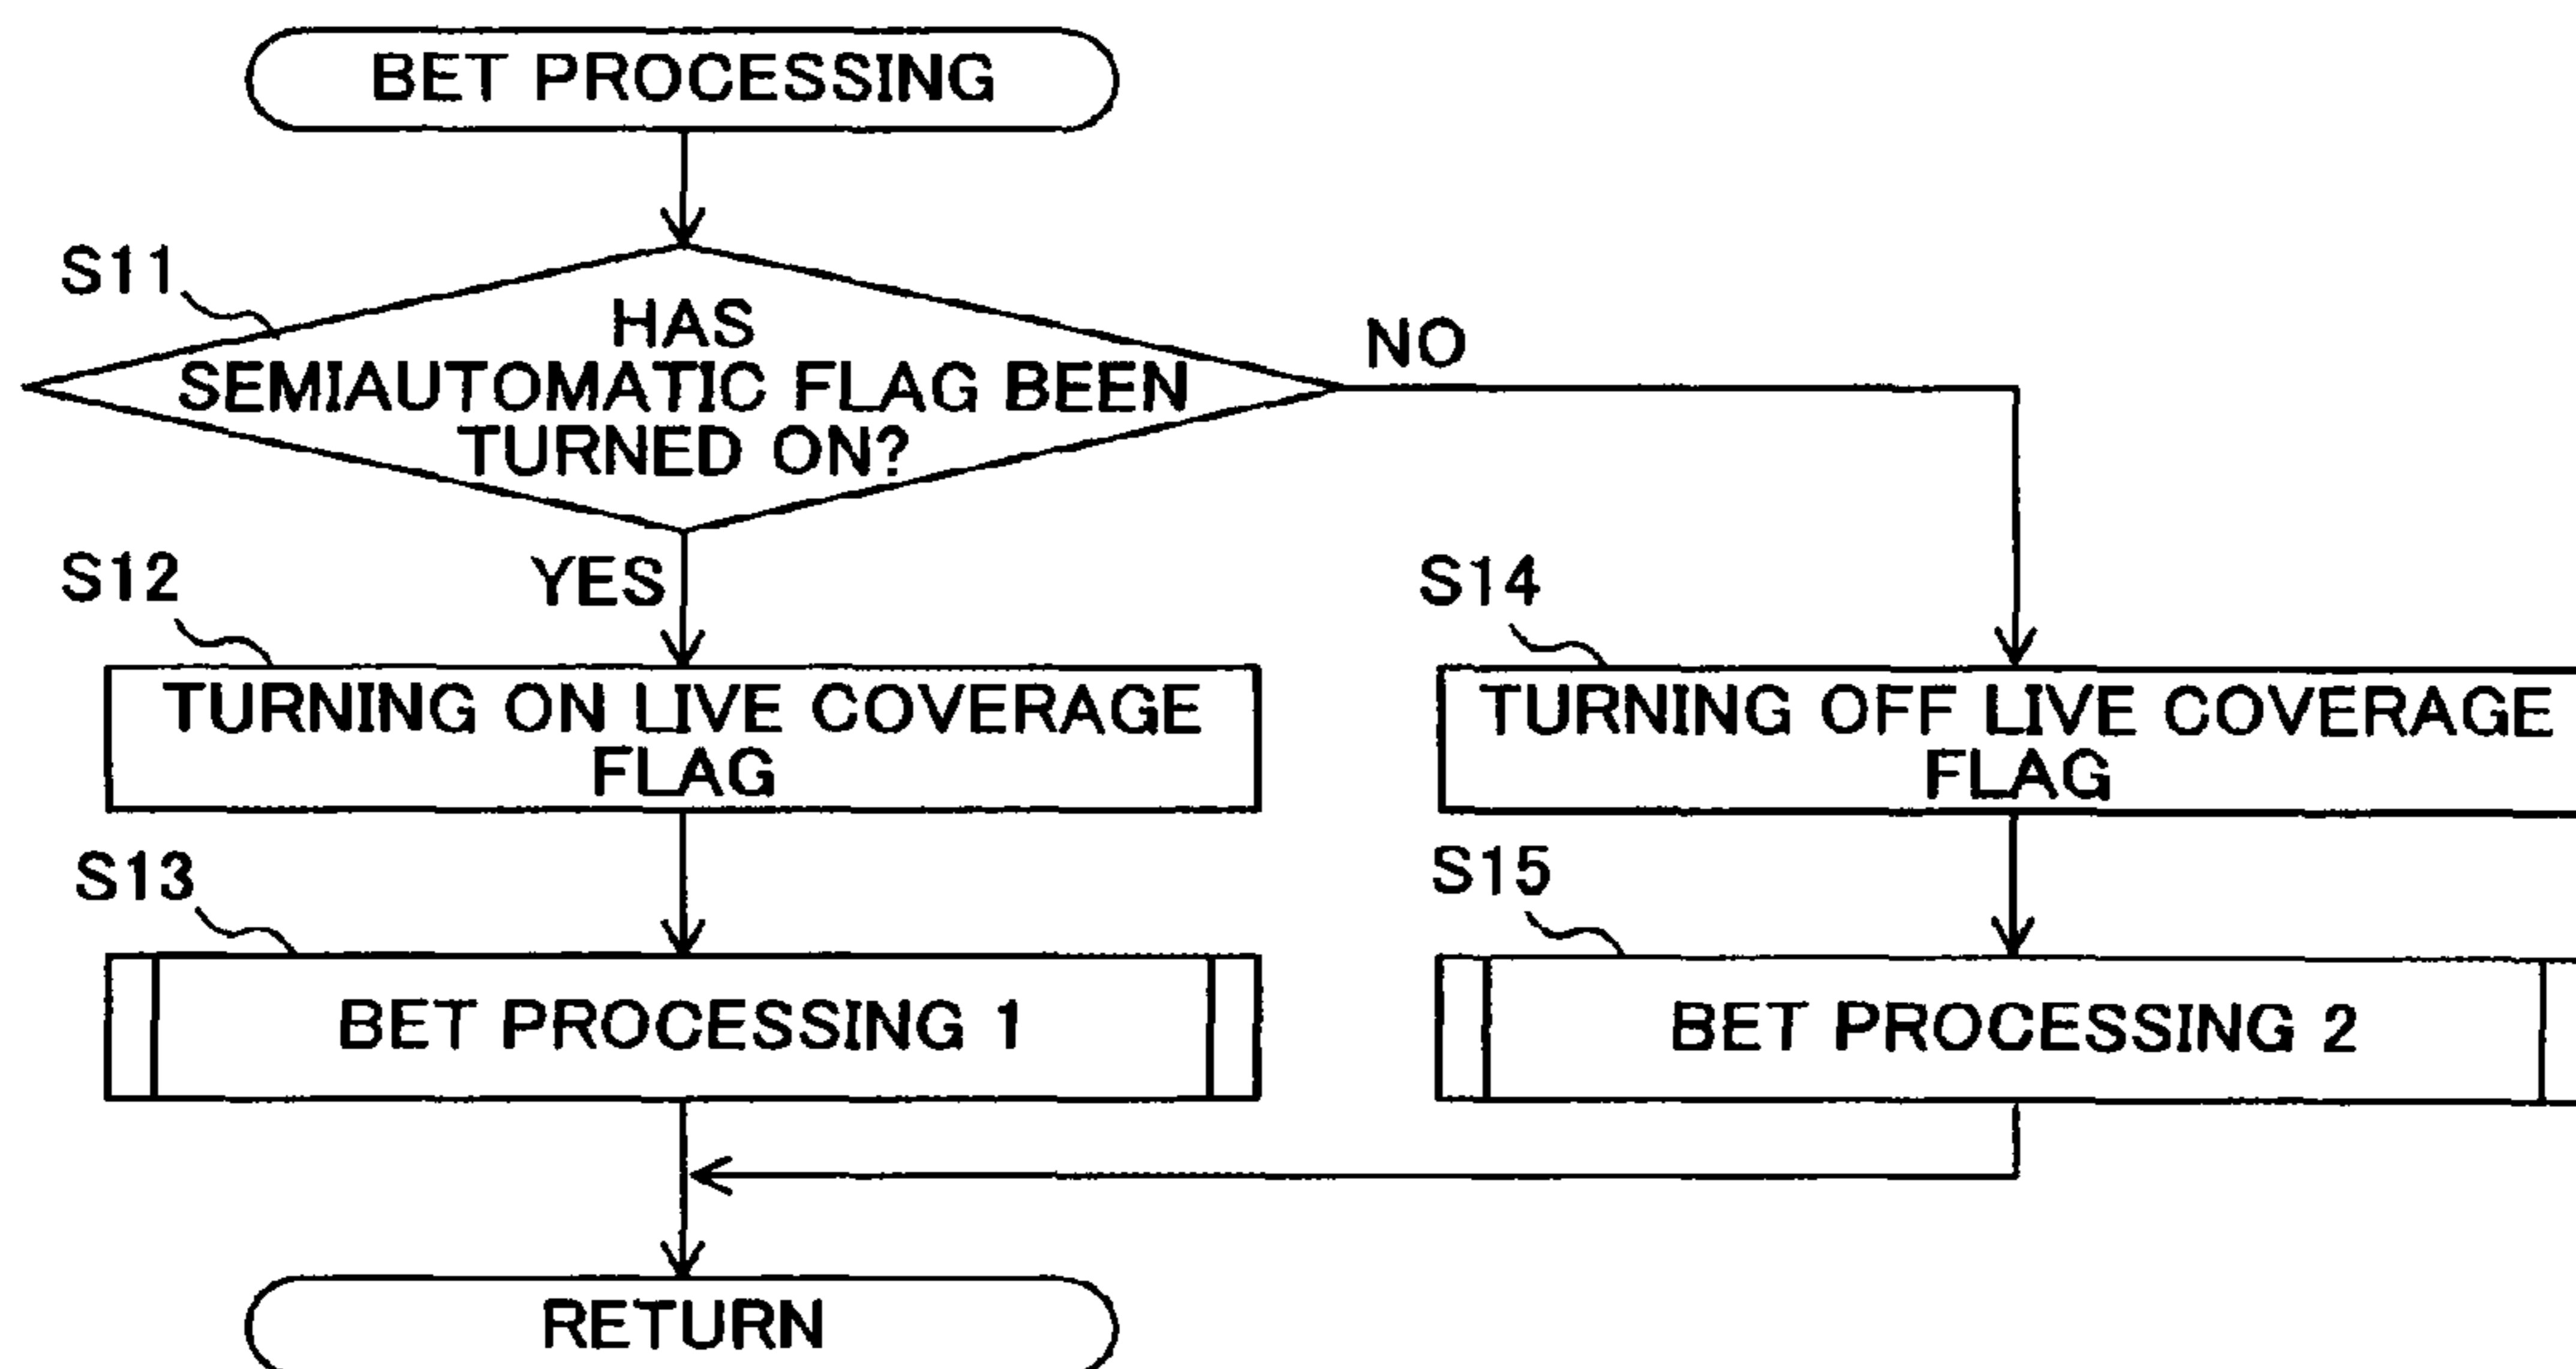 BET PROCESSING
S11
HAS
SEMIAUTOMATIC FLAG BEEN
TURNED ON?
NO
YES
S12
TURNING ON LIVE COVERAGE
FLAG
S14
TURNING OFF LIVE COVERAGE
FLAG
S13
BET PROCESSING 1
S15
BET PROCESSING 2
RETURN